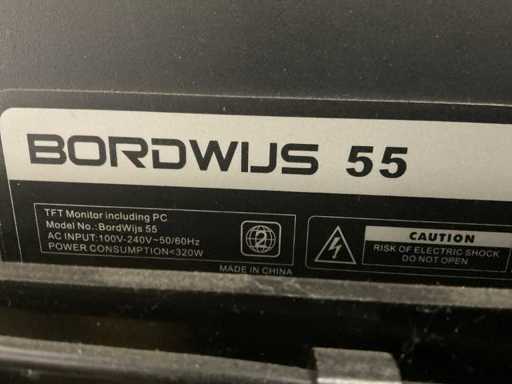 BORDWIJS 55
TFT Monitor including PC
Model No.:BordWijs 55
AC INPUT:100V-240V~50/60Hz
POWER CONSUMPTION<320W
2
MADE IN CHINA
CAUTION
RISK OF ELECTRIC SHOCK
DO NOT OPEN